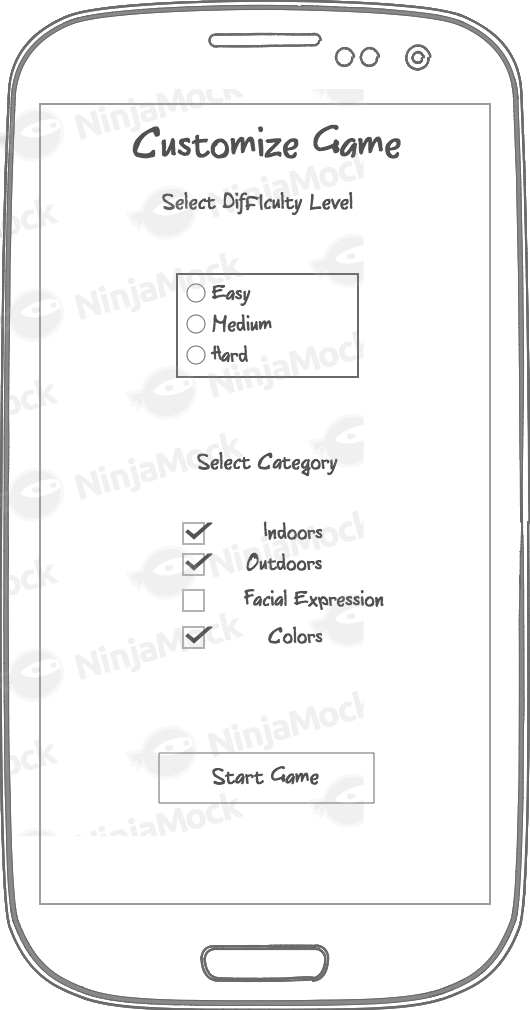 Customize Game
Select Difficulty Level
Easy
Medium
Hard
Select Category
Indoors
Outdoors
Facial Expression
Colors
Start Game
NinjaMock
NinjaMock
NinjaMock
NinjaMock
NinjaMock
NinjaMock
NinjaMock
NinjaMock
NinjaMock